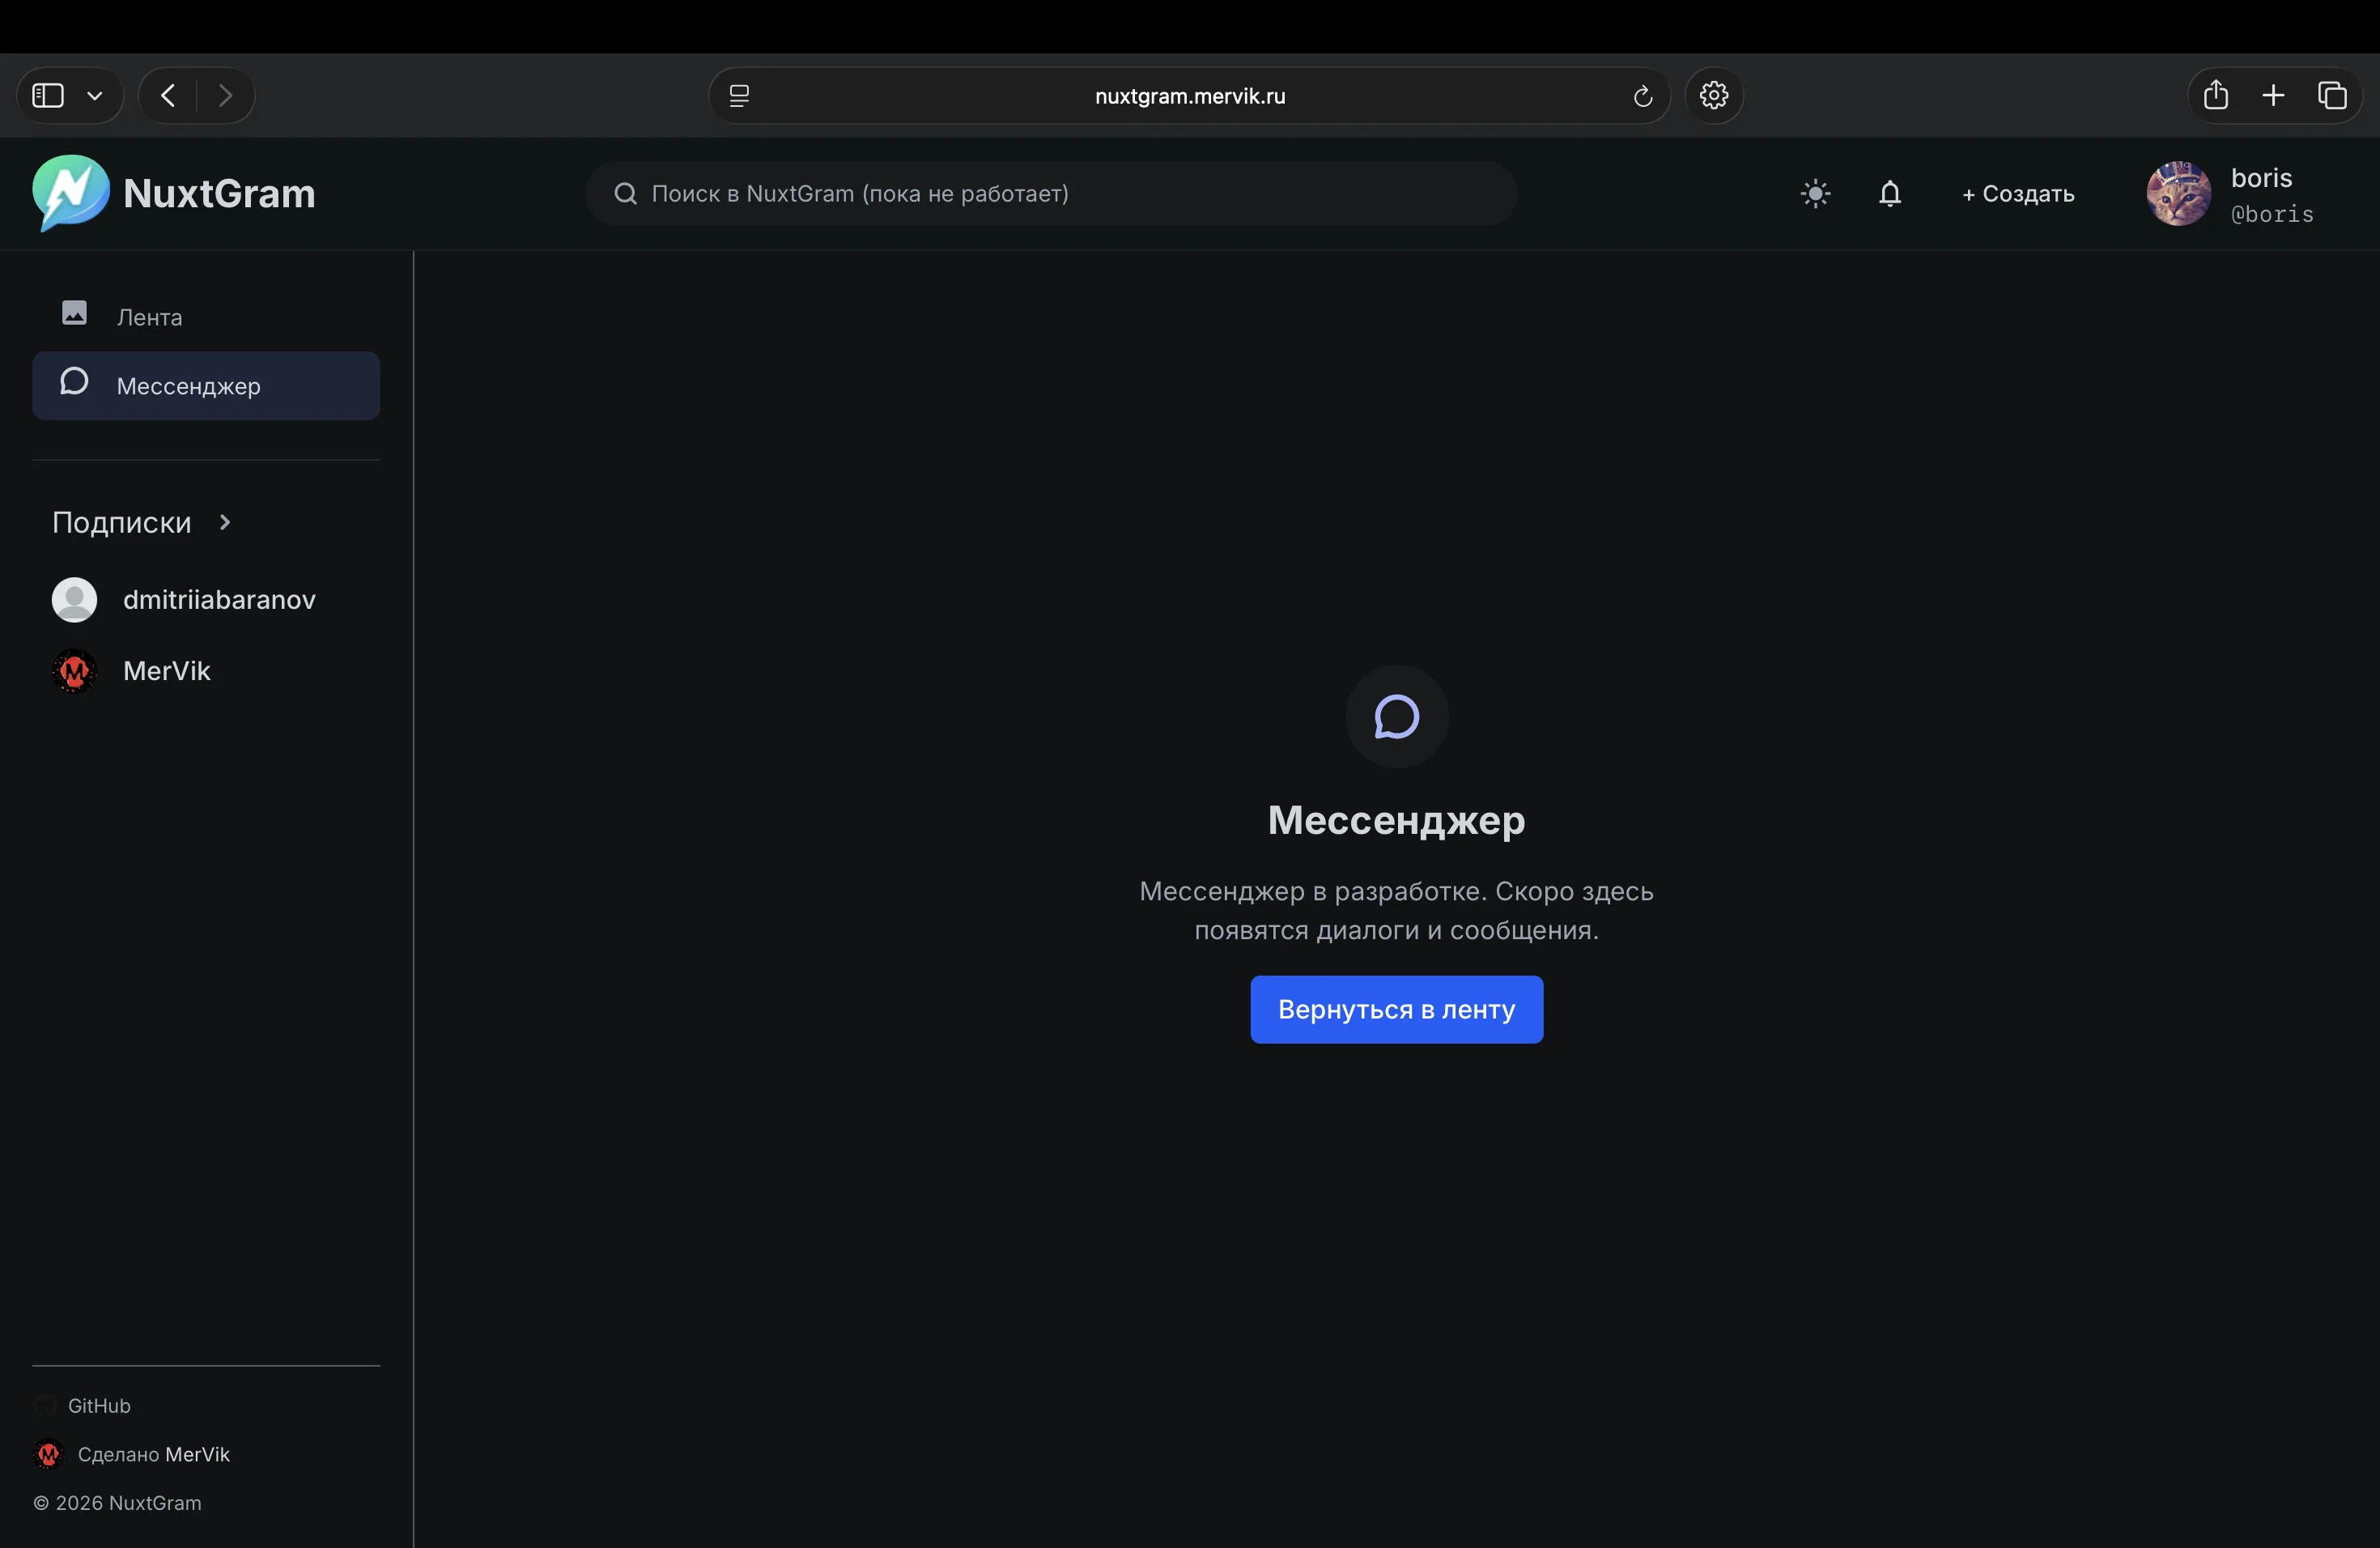 nuxtgram.mervik.ru
NuxtGram
Поиск в NuxtGram (пока не работает)
+ Создать
boris
@boris
Лента
Мессенджер
Подписки
dmitriiabaranov
MerVik
Мессенджер
Мессенджер в разработке. Скоро здесь
появятся диалоги и сообщения.
Вернуться в ленту
GitHub
Сделано MerVik
© 2026 NuxtGram